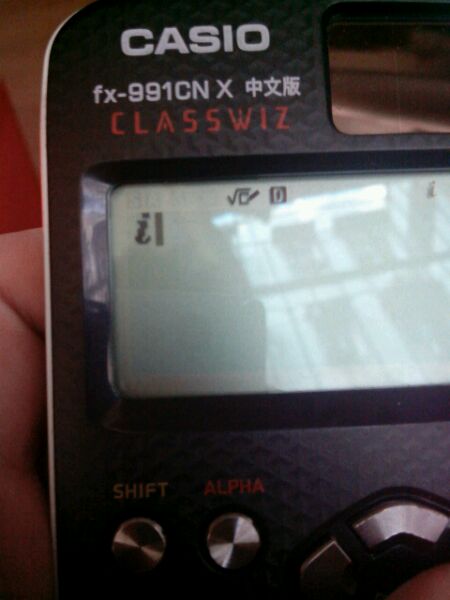 CASIO
fx-991CN X 中文版
CLASSWIZ
√ D i
i
SHIFT ALPHA